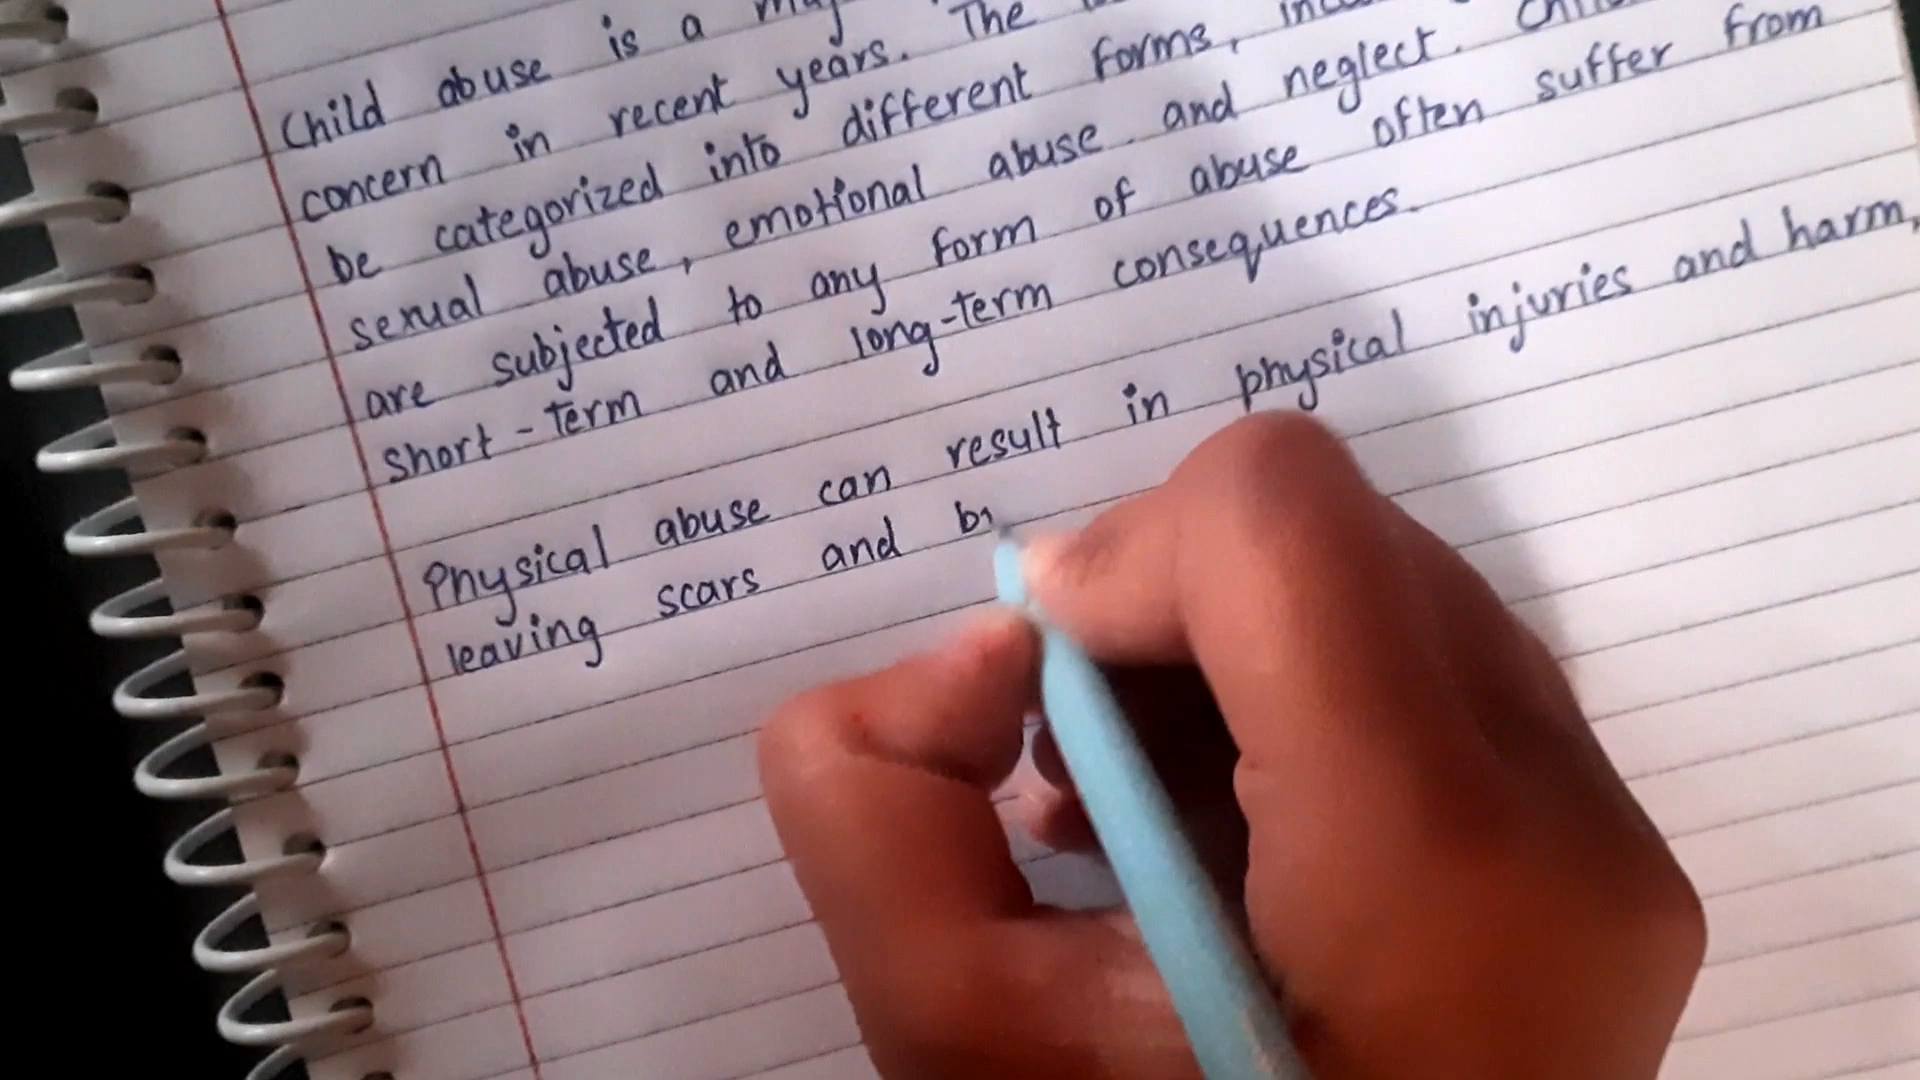 Child abuse is a
concern in recent years. The
be categorized into different forms,
sexual abuse, emotional abuse and neglect.
are subjected to any form of abuse often suffer from
short-term and long-term consequences.
Physical abuse can result in physical injuries and harm,
leaving scars and